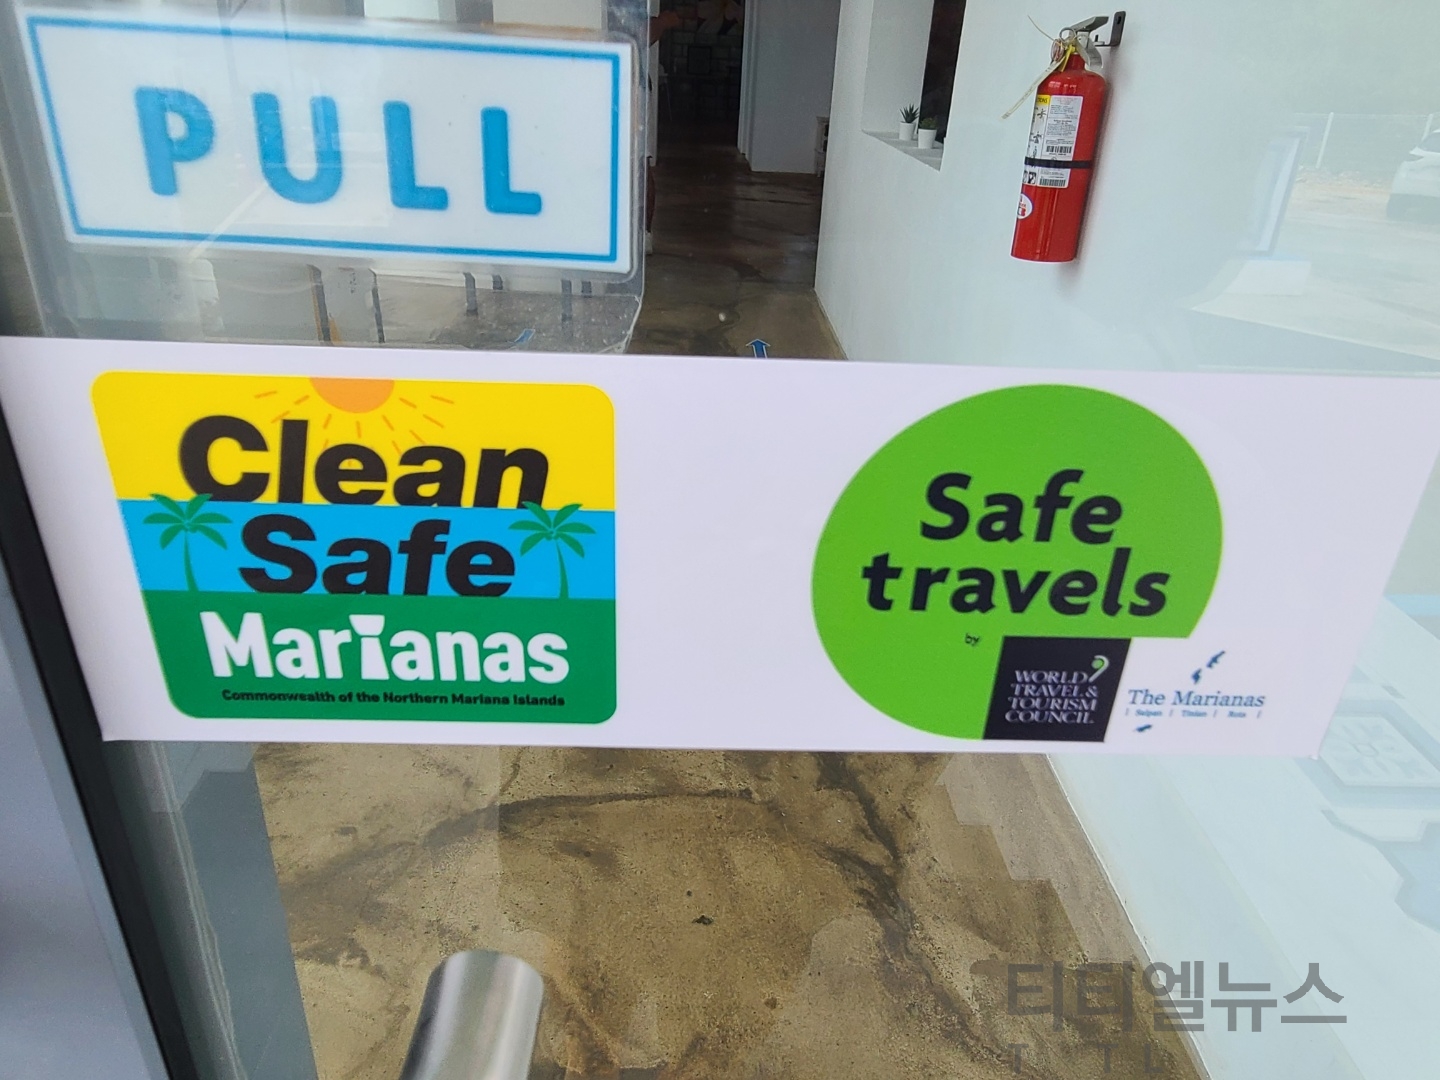 PULL
Clean
Safe
Marianas
Commonwealth of the Northern Mariana Islands
Safe
travels
by
WORLD
TRAVEL &
TOURISM
COUNCIL
The Marianas
Saipan | Tinian | Rota
티티엘뉴스
TTL